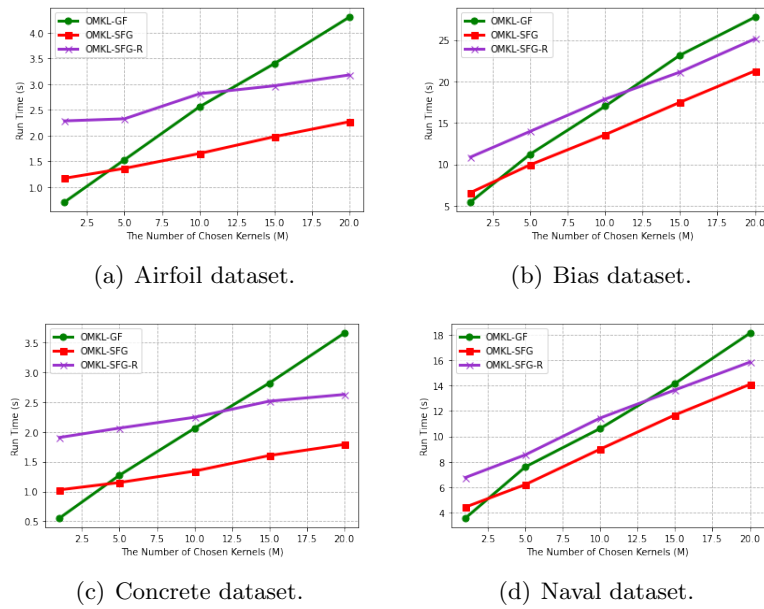 OMKL-GF
OMKL-SFG
OMKL-SFG-R
4.0
3.5
3.0
2.5
2.0
1.5
1.0
Run Time (s)
2.5 5.0 7.5 10.0 12.5 15.0 17.5 20.0
The Number of Chosen Kernels (M)
(a) Airfoil dataset.
OMKL-GF
OMKL-SFG
OMKL-SFG-R
25
20
15
10
5
Run Time (s)
2.5 5.0 7.5 10.0 12.5 15.0 17.5 20.0
The Number of Chosen Kernels (M)
(b) Bias dataset.
OMKL-GF
OMKL-SFG
OMKL-SFG-R
3.5
3.0
2.5
2.0
1.5
1.0
0.5
Run Time (s)
2.5 5.0 7.5 10.0 12.5 15.0 17.5 20.0
The Number of Chosen Kernels (M)
(c) Concrete dataset.
OMKL-GF
OMKL-SFG
OMKL-SFG-R
18
16
14
12
10
8
6
4
Run Time (s)
2.5 5.0 7.5 10.0 12.5 15.0 17.5 20.0
The Number of Chosen Kernels (M)
(d) Naval dataset.